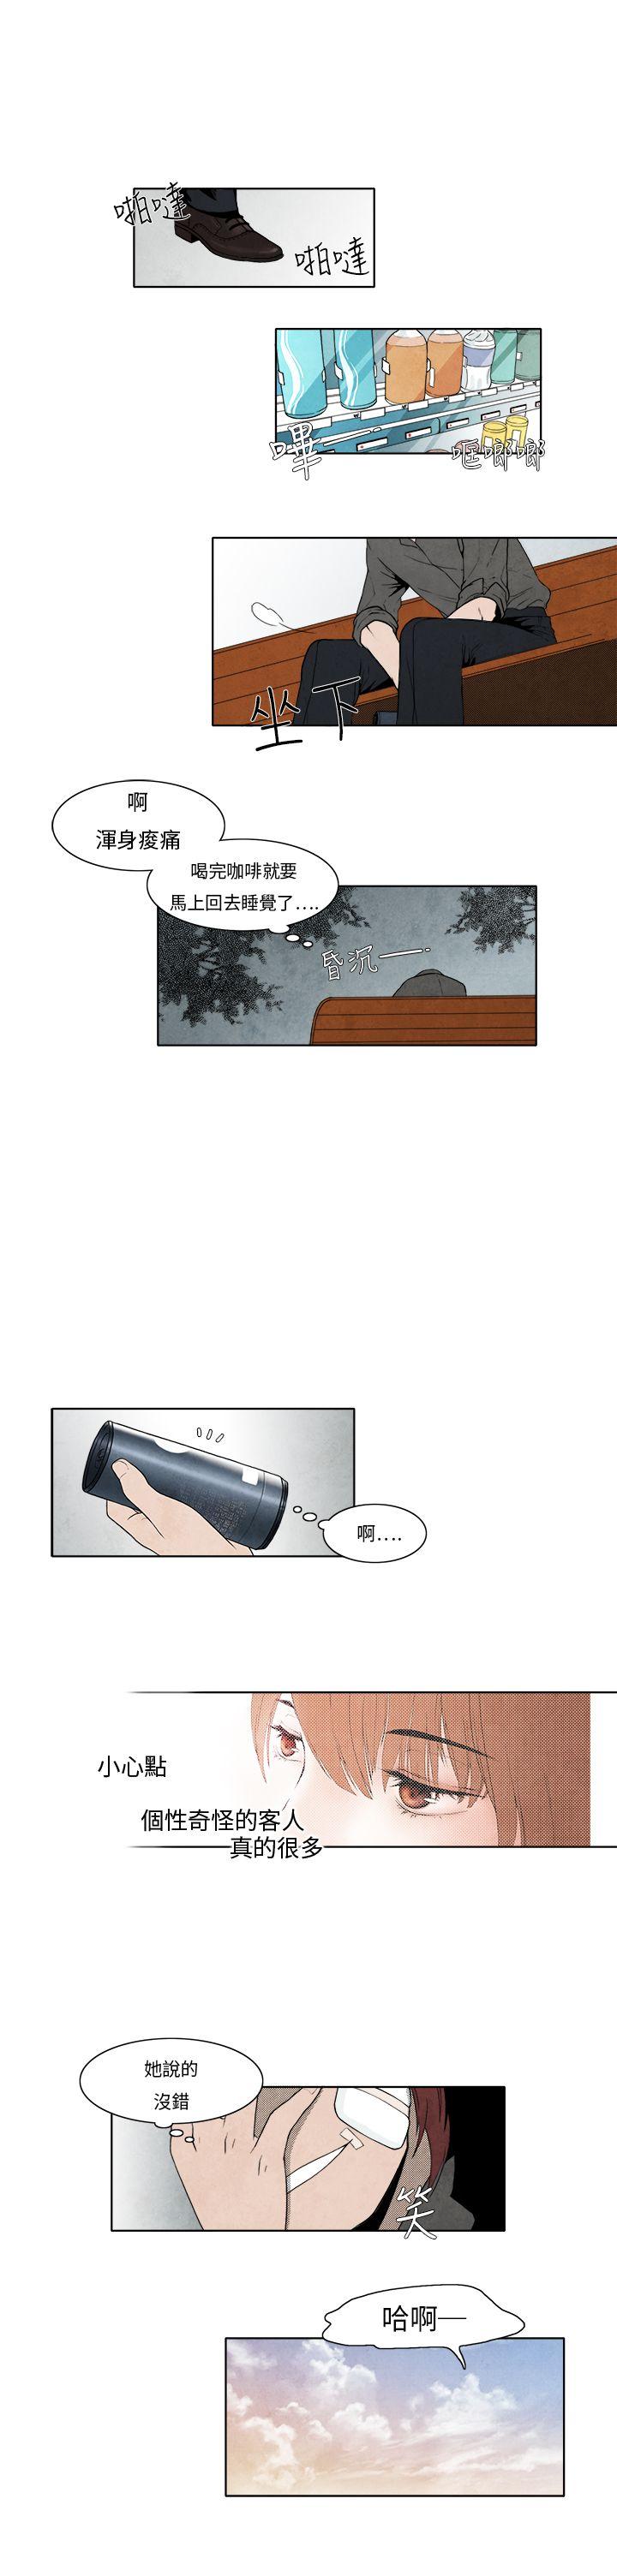 啪噠
啪噠
嗶
哐啷啷
坐下
啊
渾身痠痛
喝完咖啡就要
馬上回去睡覺了....
昏沉——
啊....
小心點
個性奇怪的客人
真的很多
她說的
沒錯
笑
哈啊—